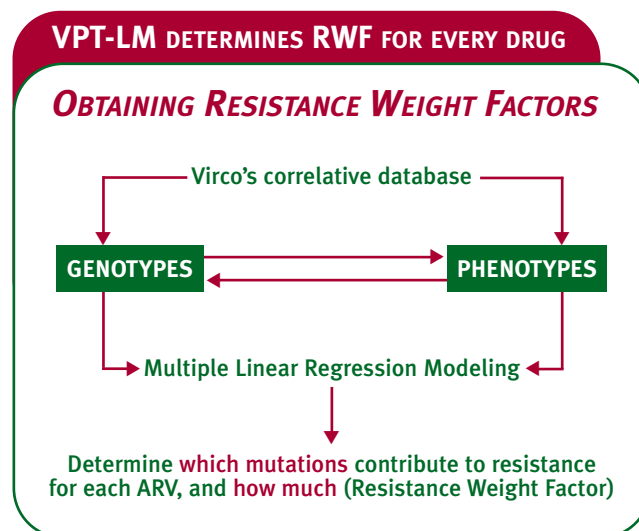 VPT-LM DETERMINES RWF FOR EVERY DRUG
OBTAINING RESISTANCE WEIGHT FACTORS
Virco's correlative database
GENOTYPES
PHENOTYPES
Multiple Linear Regression Modeling
Determine which mutations contribute to resistance
for each ARV, and how much (Resistance Weight Factor)